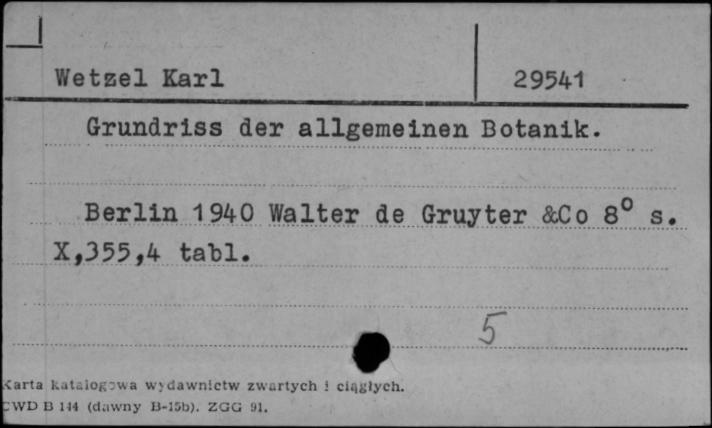 Wetzel Karl 29541
Grundriss der allgemeinen Botanik.
Berlin 1940 Walter de Gruyter &Co 8° s.
X,355,4 tabl.
5
Karta katalogowa wydawnictw zwartych i ciągłych.
CWD B 144 (dawny B-15b). ZGG 91.